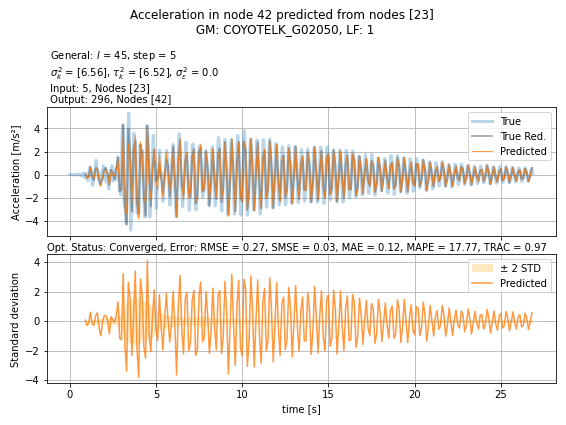 Acceleration in node 42 predicted from nodes [23]
GM: COYOTELK_G02050, LF: 1
General: l = 45, step = 5
σ²ₖ = [6.56], τ²ₖ = [6.52], σ²ε = 0.0
Input: 5, Nodes [23]
Output: 296, Nodes [42]
True
True Red.
Predicted
Acceleration [m/s²]
4
2
0
−2
−4
Opt. Status: Converged, Error: RMSE = 0.27, SMSE = 0.03, MAE = 0.12, MAPE = 17.77, TRAC = 0.97
± 2 STD
Predicted
Standard deviation
4
2
0
−2
−4
0 5 10 15 20 25
time [s]